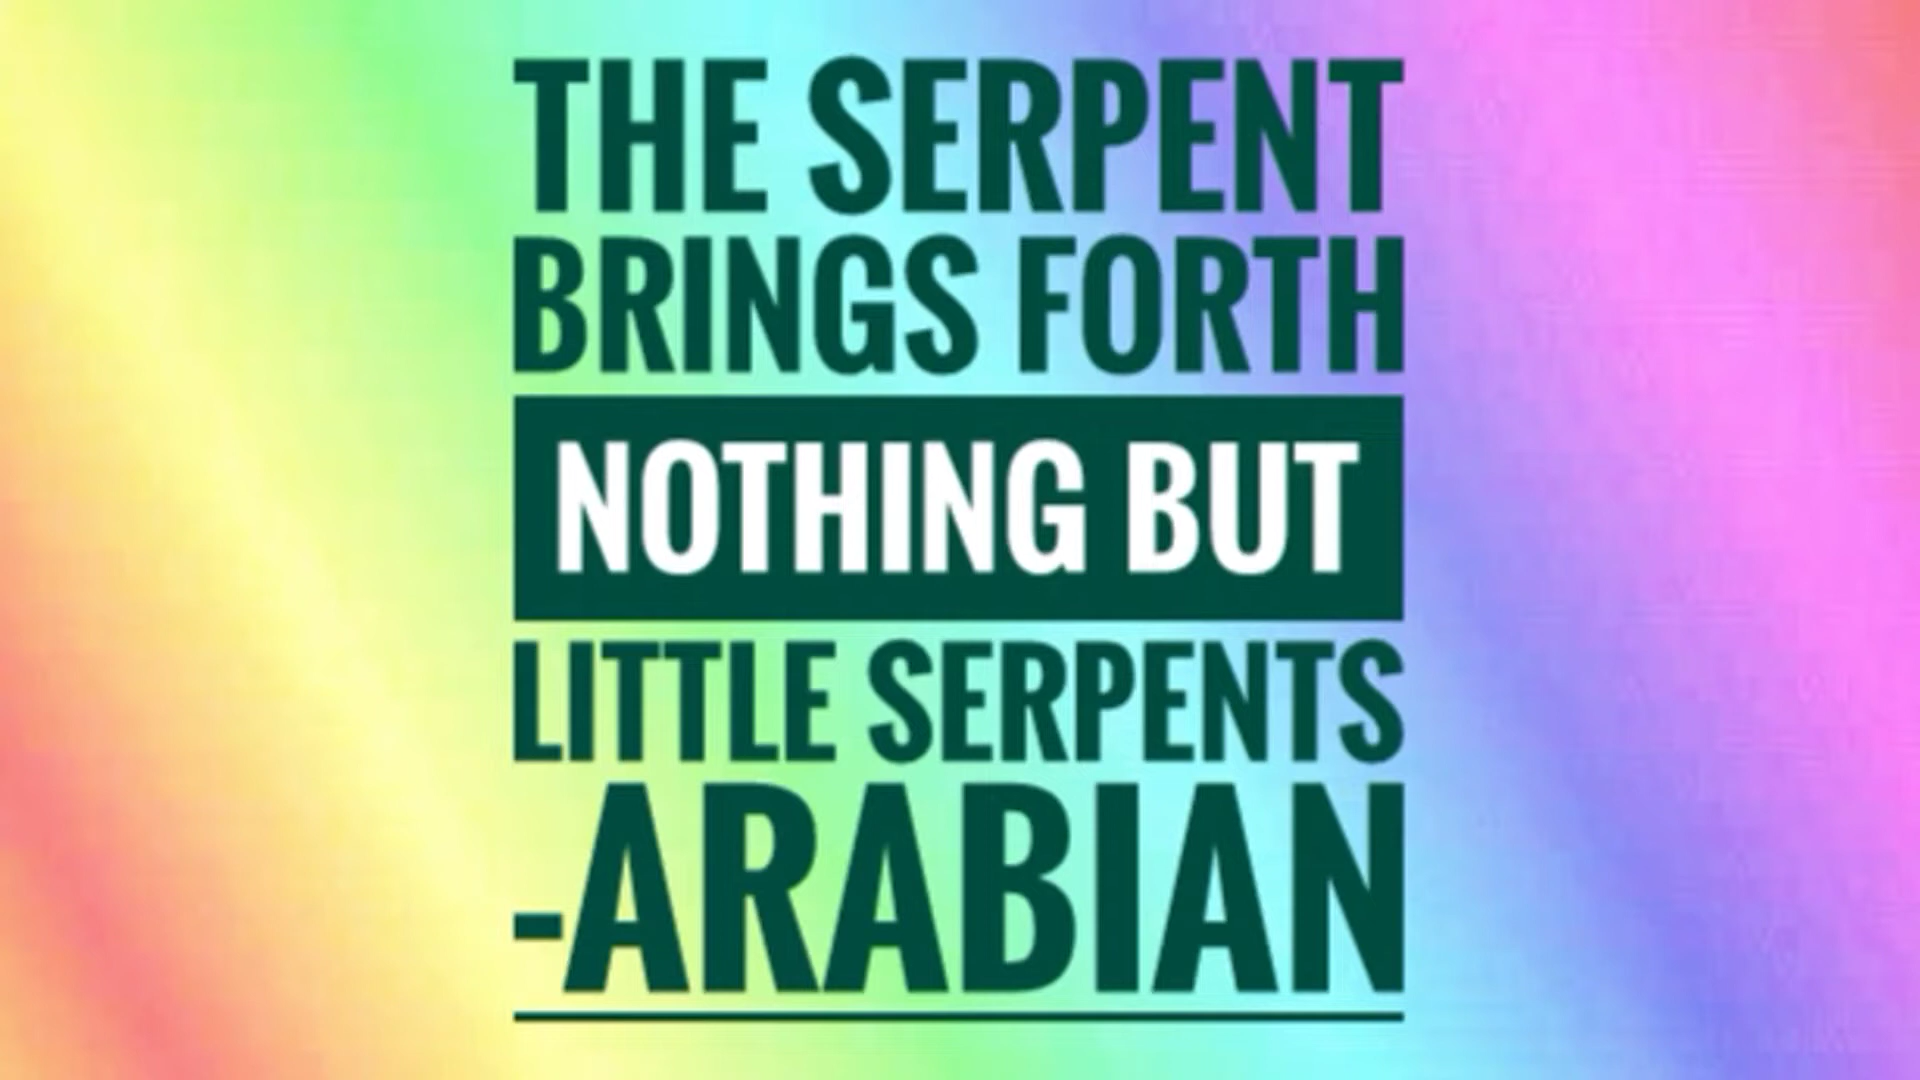 THE SERPENT
BRINGS FORTH
NOTHING BUT
LITTLE SERPENTS
-ARABIAN